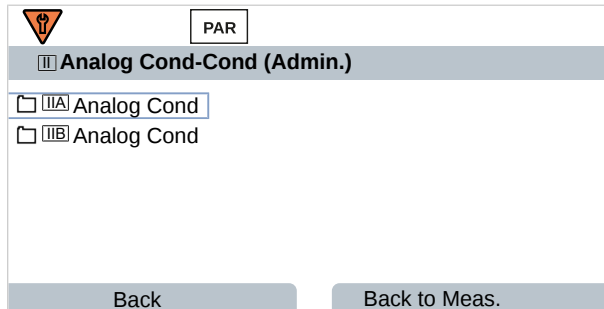 PAR
II Analog Cond-Cond (Admin.)
IIA Analog Cond
IIB Analog Cond
Back Back to Meas.